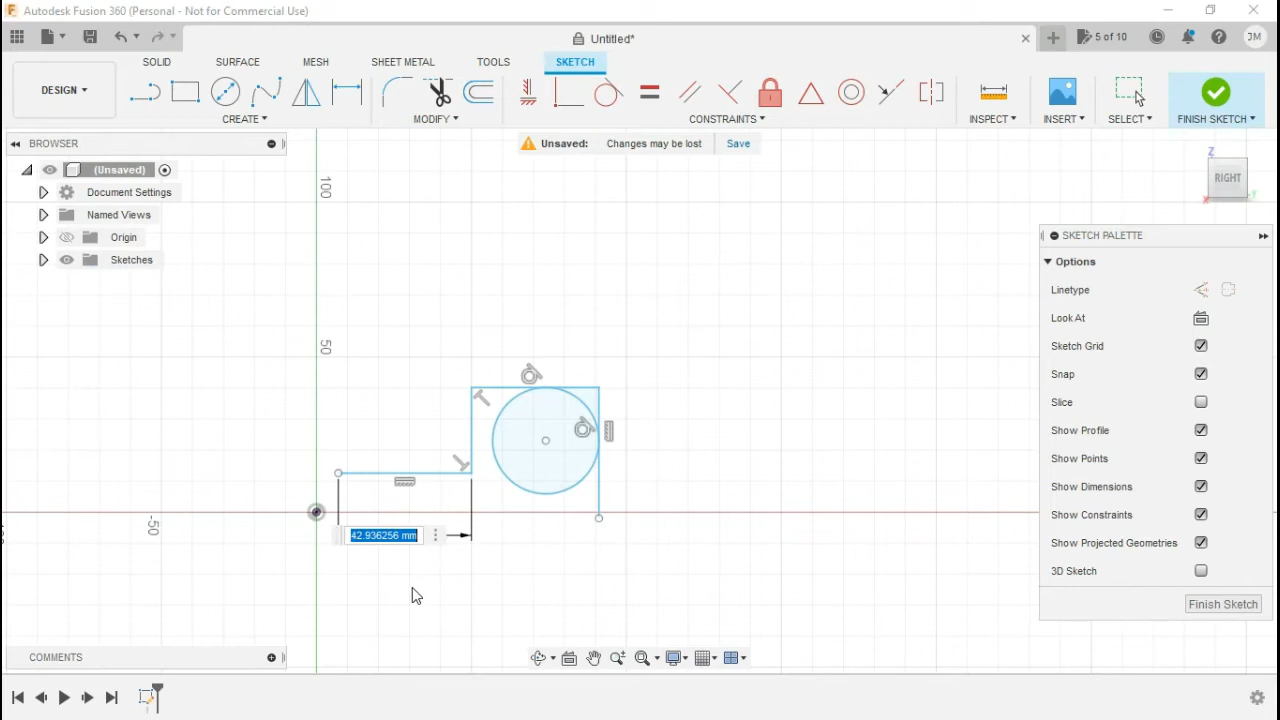 Autodesk Fusion 360 (Personal - Not for Commercial Use)
Untitled*
5 of 10
JM
DESIGN
SOLID
SURFACE
MESH
SHEET METAL
TOOLS
SKETCH
CREATE
MODIFY
CONSTRAINTS
INSPECT
INSERT
SELECT
FINISH SKETCH
BROWSER
Unsaved:
Changes may be lost
Save
(Unsaved)
Document Settings
Named Views
Origin
Sketches
100
50
-50
42.936256 mm
Z
RIGHT
X
Y
SKETCH PALETTE
Options
Linetype
Look At
Sketch Grid
Snap
Slice
Show Profile
Show Points
Show Dimensions
Show Constraints
Show Projected Geometries
3D Sketch
Finish Sketch
COMMENTS